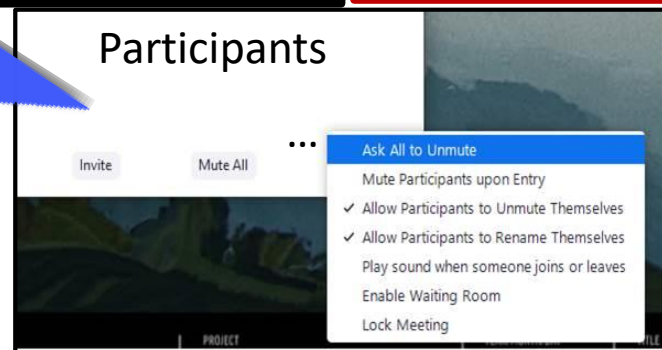 Participants
...
Invite
Mute All
Ask All to Unmute
Mute Participants upon Entry
✓ Allow Participants to Unmute Themselves
✓ Allow Participants to Rename Themselves
Play sound when someone joins or leaves
Enable Waiting Room
Lock Meeting
PROJECT